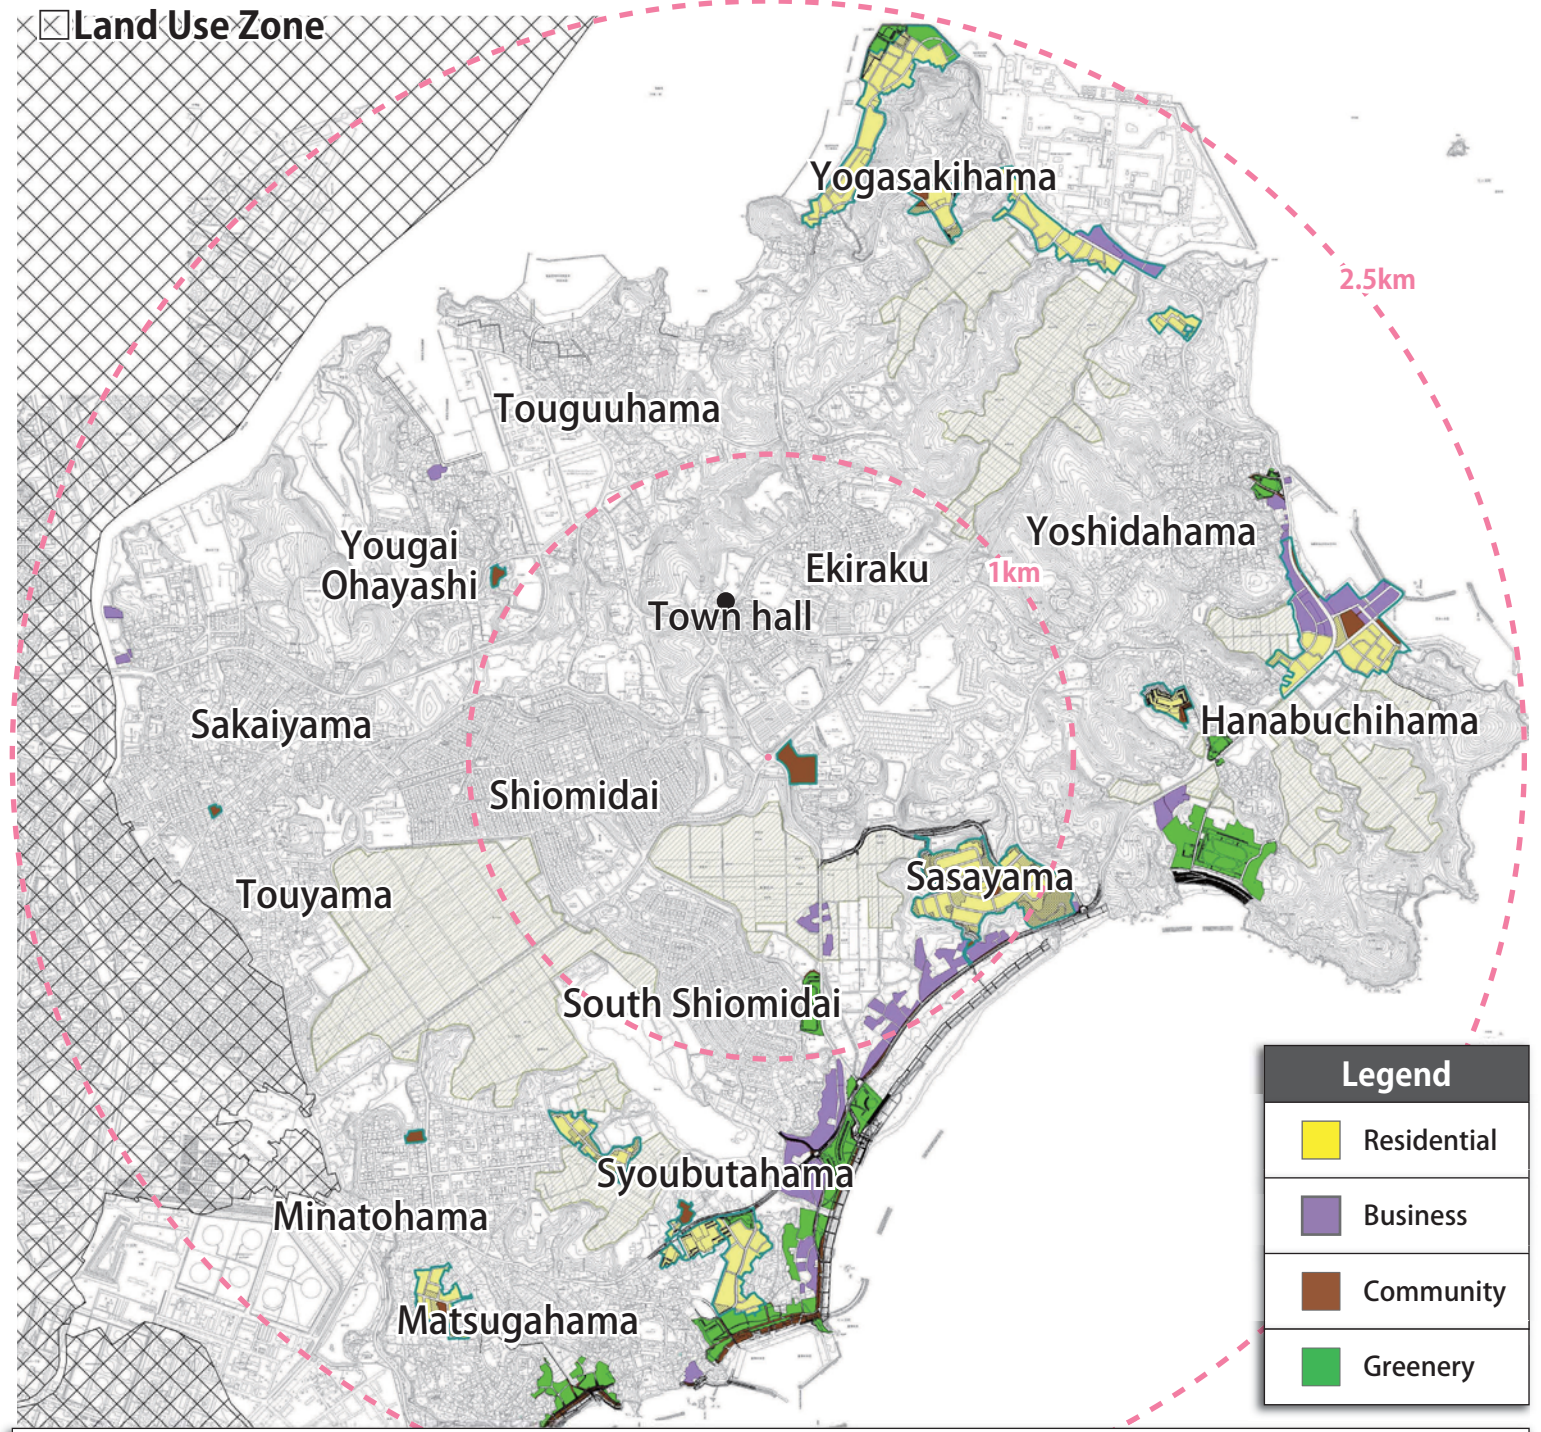 Land Use Zone
Yogasakihama
2.5km
Touguuhama
Yoshidahama
Yougai
Ohayashi
Ekiraku
1km
Town hall
Sakaiyama
Hanabuchihama
Shiomidai
Touyama
Sasayama
South Shiomidai
Syoubutahama
Minatohama
Matsugahama
Legend
Residential
Business
Community
Greenery